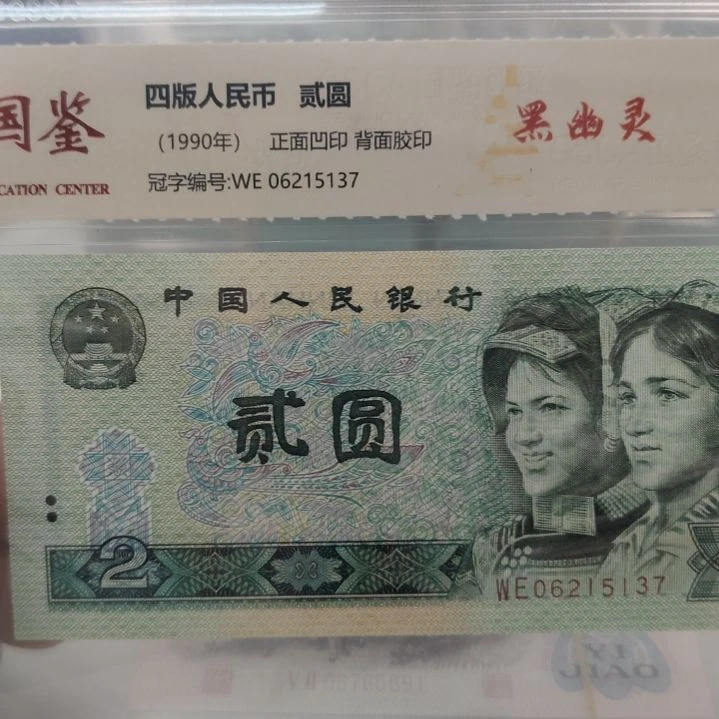 国鉴
CATION CENTER
四版人民币 贰圆
（1990年） 正面凹印 背面胶印
冠字编号:WE 06215137
黑幽灵
中国人民银行
贰圆
2
WE06215137
YI
JIAO